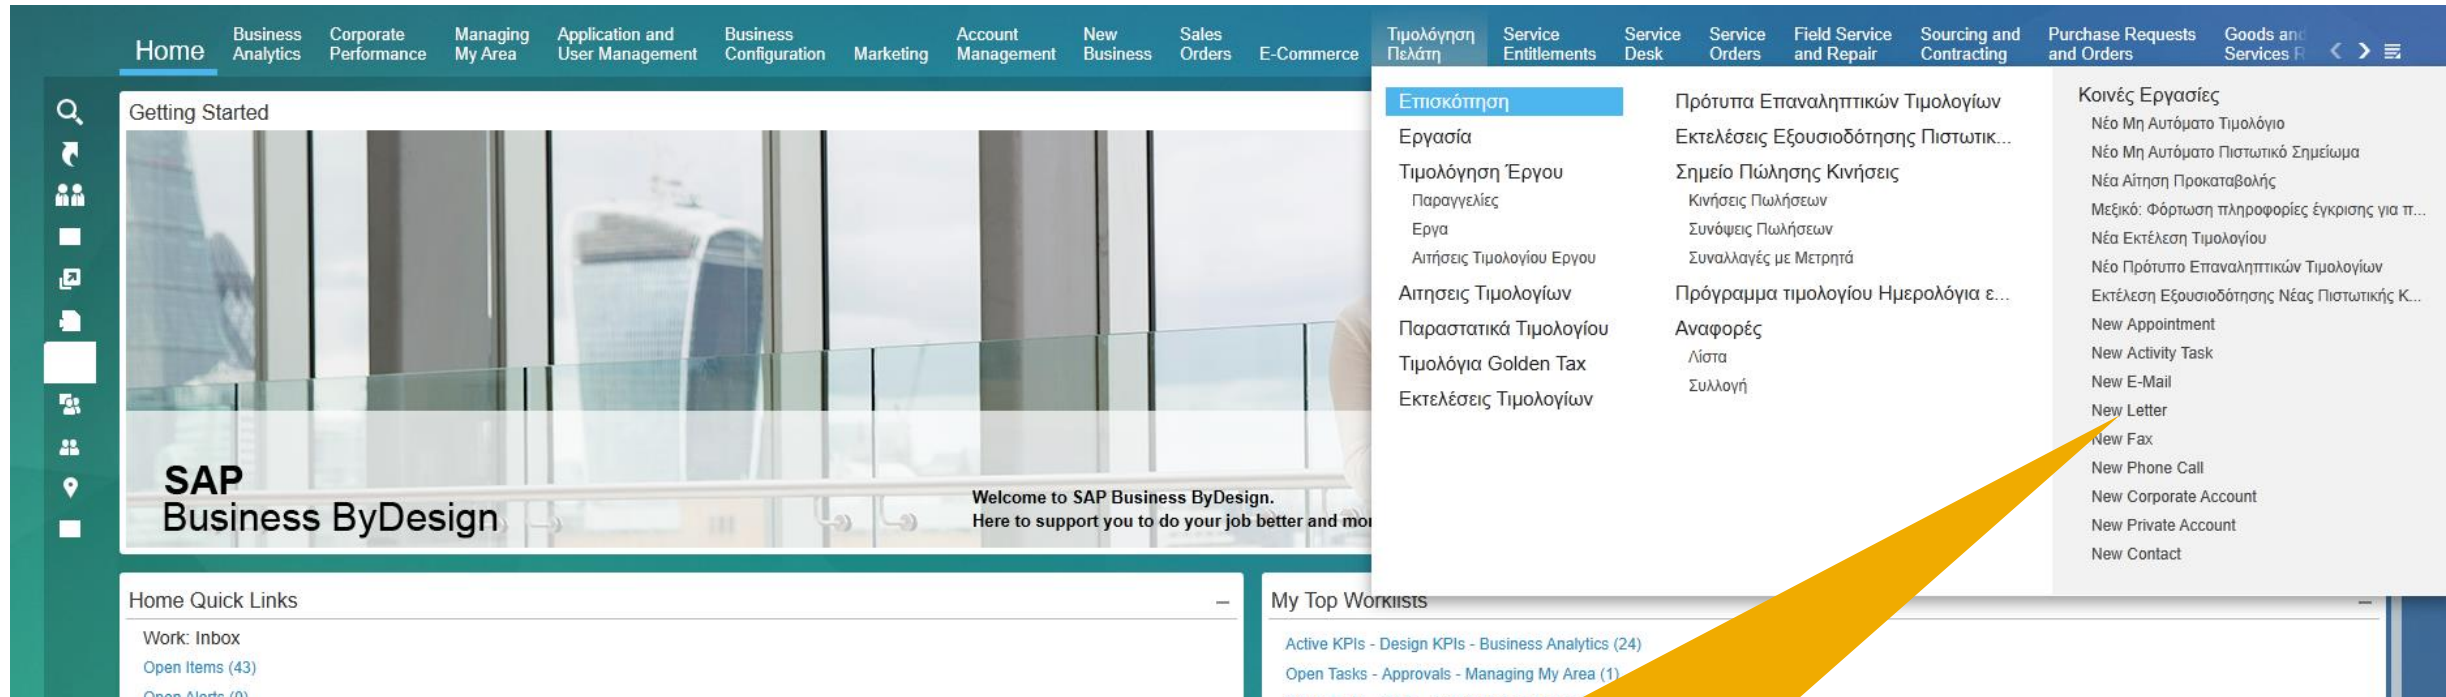 Home
Business Analytics
Corporate Performance
Managing My Area
Application and User Management
Business Configuration
Marketing
Account Management
New Business
Sales Orders
E-Commerce
Τιμολόγηση Πελάτη
Service Entitlements
Service Desk
Service Orders
Field Service and Repair
Sourcing and Contracting
Purchase Requests and Orders
Goods and Services R
Getting Started
SAP
Business ByDesign
Welcome to SAP Business ByDesign.
Here to support you to do your job better and mor
Επισκόπηση
Εργασία
Τιμολόγηση Έργου
Παραγγελίες
Εργα
Αιτήσεις Τιμολογίου Εργου
Αιτησεις Τιμολογίων
Παραστατικά Τιμολογίου
Τιμολόγια Golden Tax
Εκτελέσεις Τιμολογίων
Πρότυπα Επαναληπτικών Τιμολογίων
Εκτελέσεις Εξουσιοδότησης Πιστωτικ...
Σημείο Πώλησης Κινήσεις
Κινήσεις Πωλήσεων
Συνόψεις Πωλήσεων
Συναλλαγές με Μετρητά
Πρόγραμμα τιμολογίου Ημερολόγια ε...
Αναφορές
Λίστα
Συλλογή
Κοινές Εργασίες
Νέο Μη Αυτόματο Τιμολόγιο
Νέο Μη Αυτόματο Πιστωτικό Σημείωμα
Νέα Αίτηση Προκαταβολής
Μεξικό: Φόρτωση πληροφορίες έγκρισης για π...
Νέα Εκτέλεση Τιμολογίου
Νέο Πρότυπο Επαναληπτικών Τιμολογίων
Εκτέλεση Εξουσιοδότησης Νέας Πιστωτικής Κ...
New Appointment
New Activity Task
New E-Mail
New Letter
New Fax
New Phone Call
New Corporate Account
New Private Account
New Contact
Home Quick Links
Work: Inbox
Open Items (43)
Open Alerts (0)
My Top Worklists
Active KPIs - Design KPIs - Business Analytics (24)
Open Tasks - Approvals - Managing My Area (1)